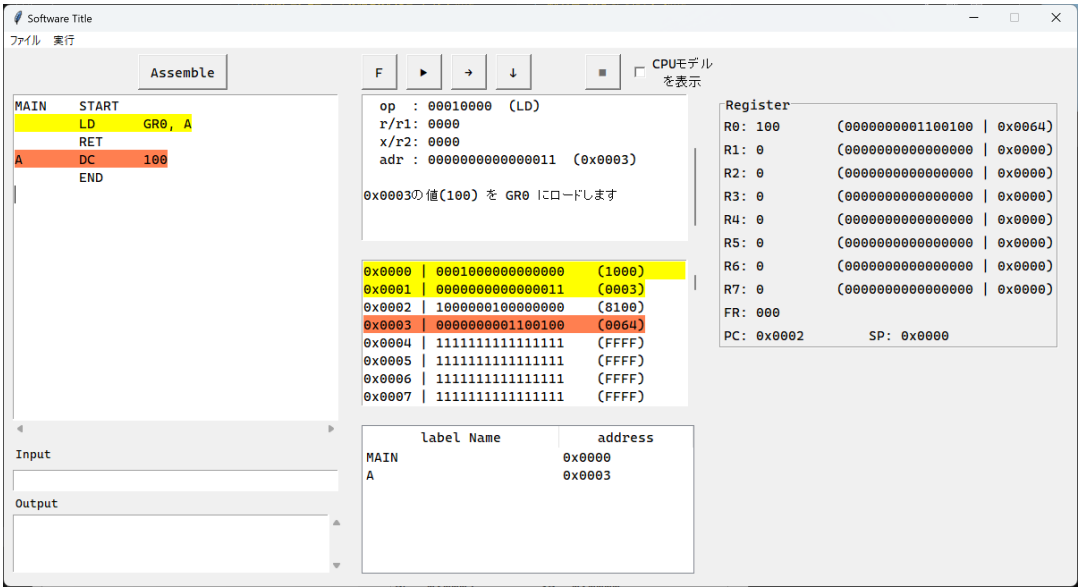 Software Title
ファイル 実行
Assemble
F
CPUモデル
を表示
MAIN START
LD GR0, A
RET
A DC 100
END
Input
Output
op : 00010000 (LD)
r/r1: 0000
x/r2: 0000
adr : 0000000000000011 (0x0003)
0x0003の値(100) を GR0 にロードします
0x0000 | 0001000000000000 (1000)
0x0001 | 0000000000000011 (0003)
0x0002 | 1000000100000000 (8100)
0x0003 | 0000000001100100 (0064)
0x0004 | 1111111111111111 (FFFF)
0x0005 | 1111111111111111 (FFFF)
0x0006 | 1111111111111111 (FFFF)
0x0007 | 1111111111111111 (FFFF)
label Name address
MAIN 0x0000
A 0x0003
Register
R0: 100 (0000000001100100 | 0x0064)
R1: 0 (0000000000000000 | 0x0000)
R2: 0 (0000000000000000 | 0x0000)
R3: 0 (0000000000000000 | 0x0000)
R4: 0 (0000000000000000 | 0x0000)
R5: 0 (0000000000000000 | 0x0000)
R6: 0 (0000000000000000 | 0x0000)
R7: 0 (0000000000000000 | 0x0000)
FR: 000
PC: 0x0002 SP: 0x0000